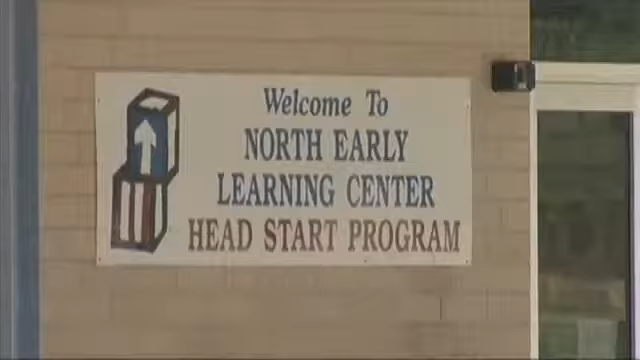 Welcome To
NORTH EARLY
LEARNING CENTER
HEAD START PROGRAM